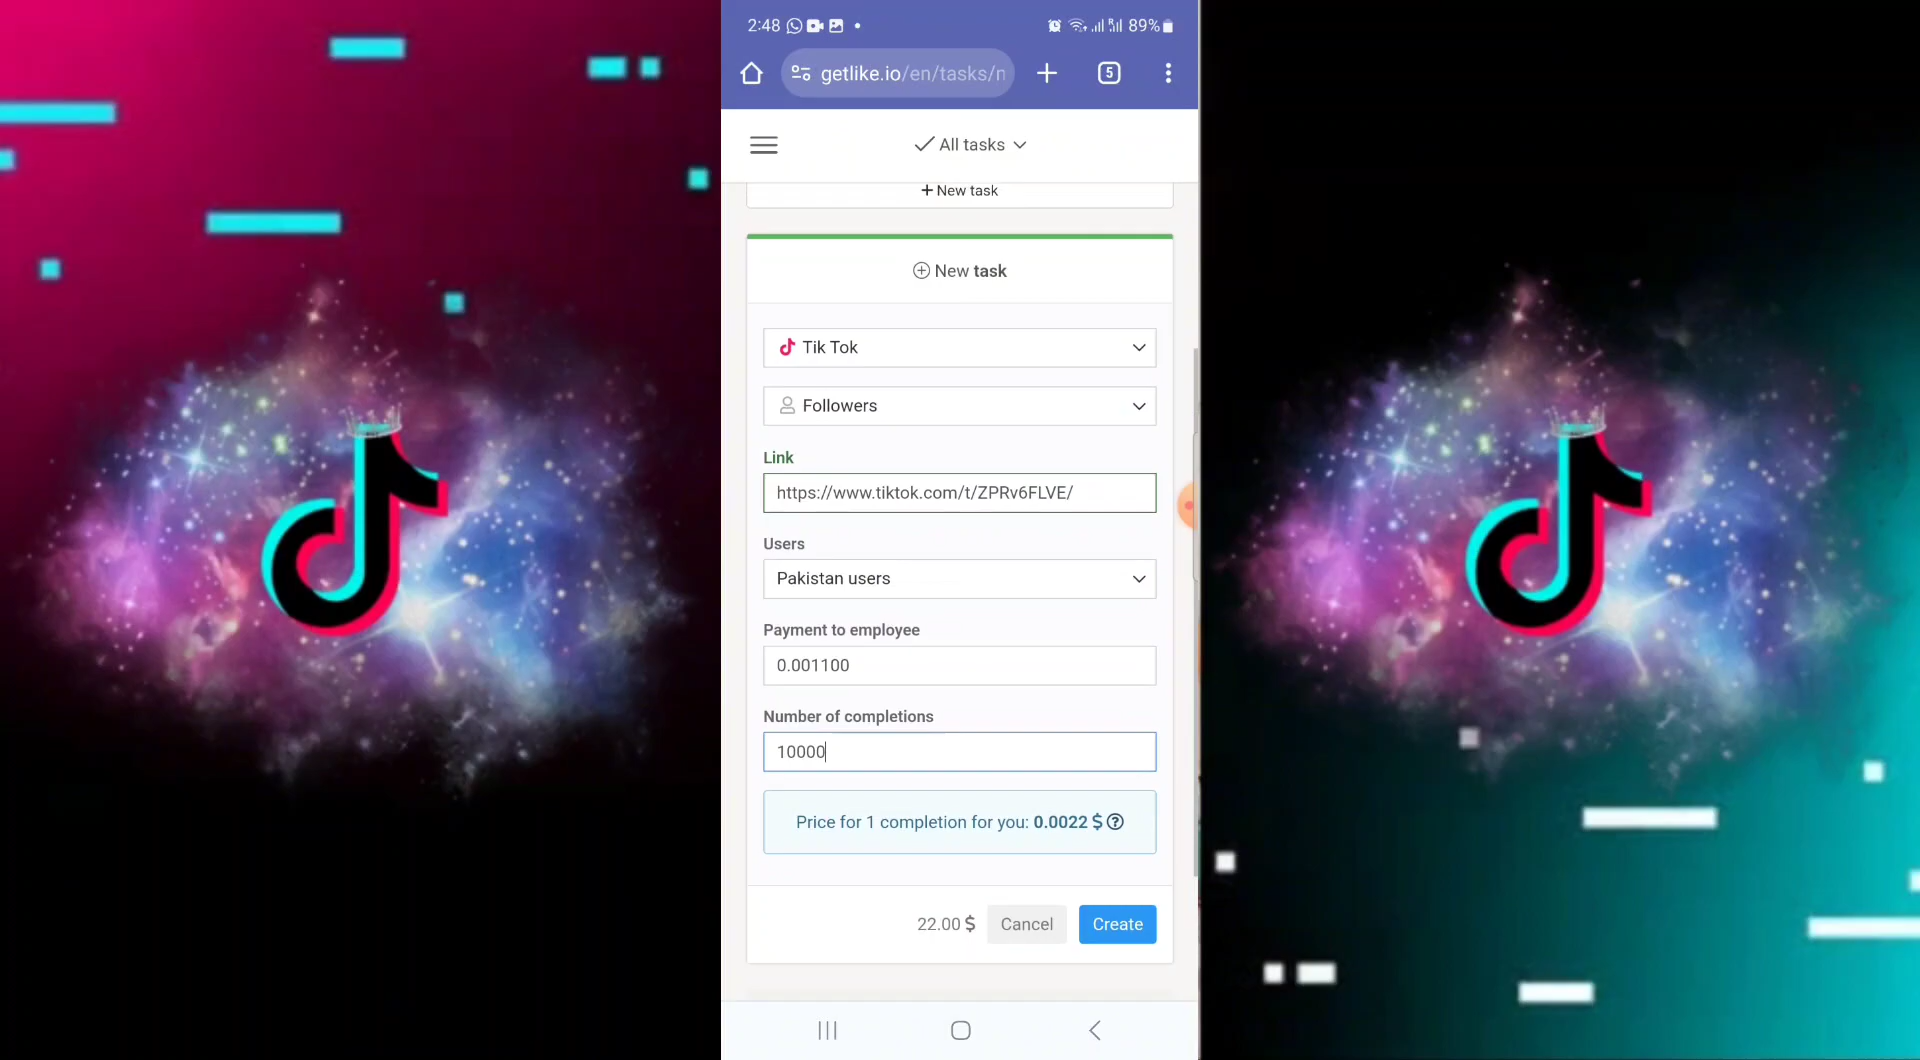 2:48
89%
getlike.io/en/tasks/n
5
All tasks
+ New task
New task
Tik Tok
Followers
Link
https://www.tiktok.com/t/ZPRv6FLVE/
Users
Pakistan users
Payment to employee
0.001100
Number of completions
10000
Price for 1 completion for you: 0.0022 $
22.00 $ Cancel Create